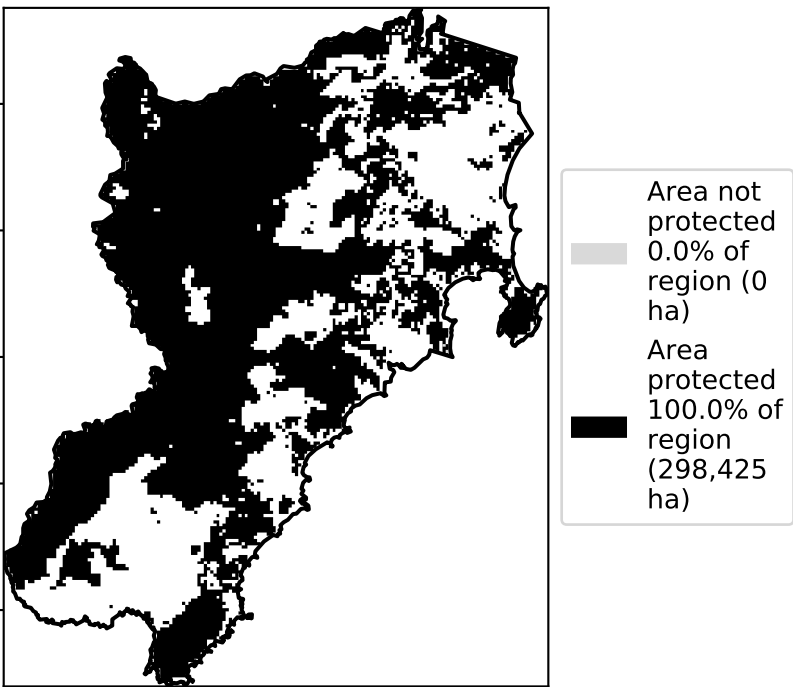 Area not
protected
0.0% of
region (0
ha)
Area
protected
100.0% of
region
(298,425
ha)